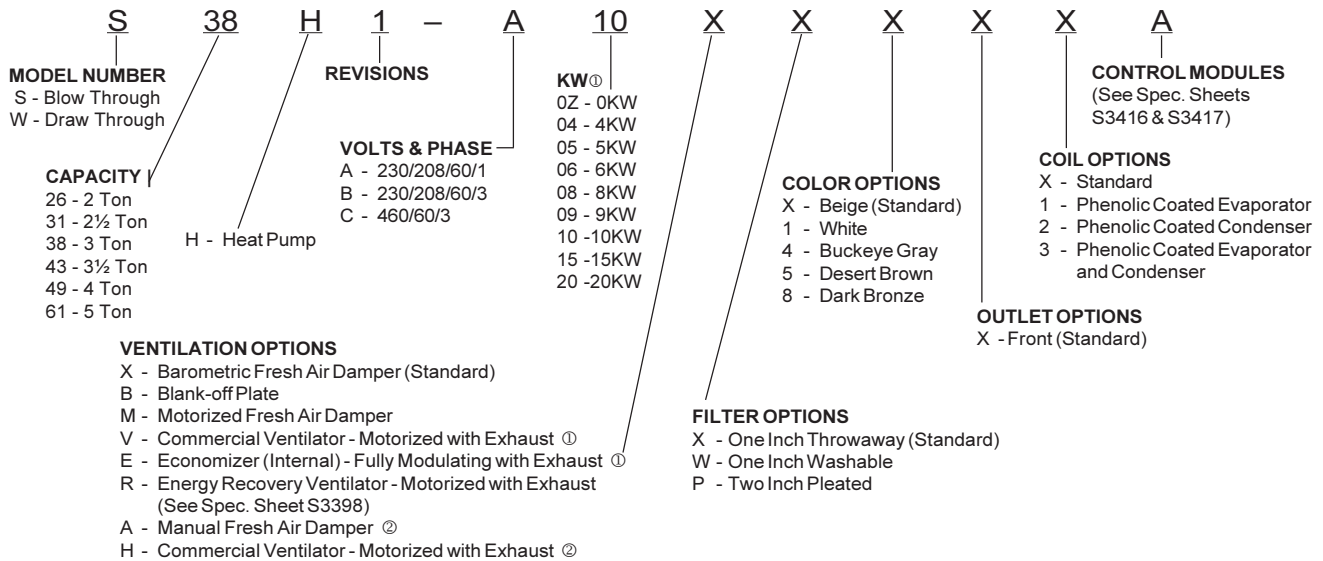 S 38 H 1 – A 10 X X X X X A
MODEL NUMBER
S - Blow Through
W - Draw Through
CAPACITY
26 - 2 Ton
31 - 2½ Ton
38 - 3 Ton
43 - 3½ Ton
49 - 4 Ton
61 - 5 Ton
H - Heat Pump
REVISIONS
VOLTS & PHASE
A - 230/208/60/1
B - 230/208/60/3
C - 460/60/3
KW①
0Z - 0KW
04 - 4KW
05 - 5KW
06 - 6KW
08 - 8KW
09 - 9KW
10 -10KW
15 -15KW
20 -20KW
VENTILATION OPTIONS
X - Barometric Fresh Air Damper (Standard)
B - Blank-off Plate
M - Motorized Fresh Air Damper
V - Commercial Ventilator - Motorized with Exhaust ①
E - Economizer (Internal) - Fully Modulating with Exhaust ①
R - Energy Recovery Ventilator - Motorized with Exhaust
(See Spec. Sheet S3398)
A - Manual Fresh Air Damper ②
H - Commercial Ventilator - Motorized with Exhaust ②
FILTER OPTIONS
X - One Inch Throwaway (Standard)
W - One Inch Washable
P - Two Inch Pleated
COLOR OPTIONS
X - Beige (Standard)
1 - White
4 - Buckeye Gray
5 - Desert Brown
8 - Dark Bronze
OUTLET OPTIONS
X - Front (Standard)
COIL OPTIONS
X - Standard
1 - Phenolic Coated Evaporator
2 - Phenolic Coated Condenser
3 - Phenolic Coated Evaporator
and Condenser
CONTROL MODULES
(See Spec. Sheets
S3416 & S3417)